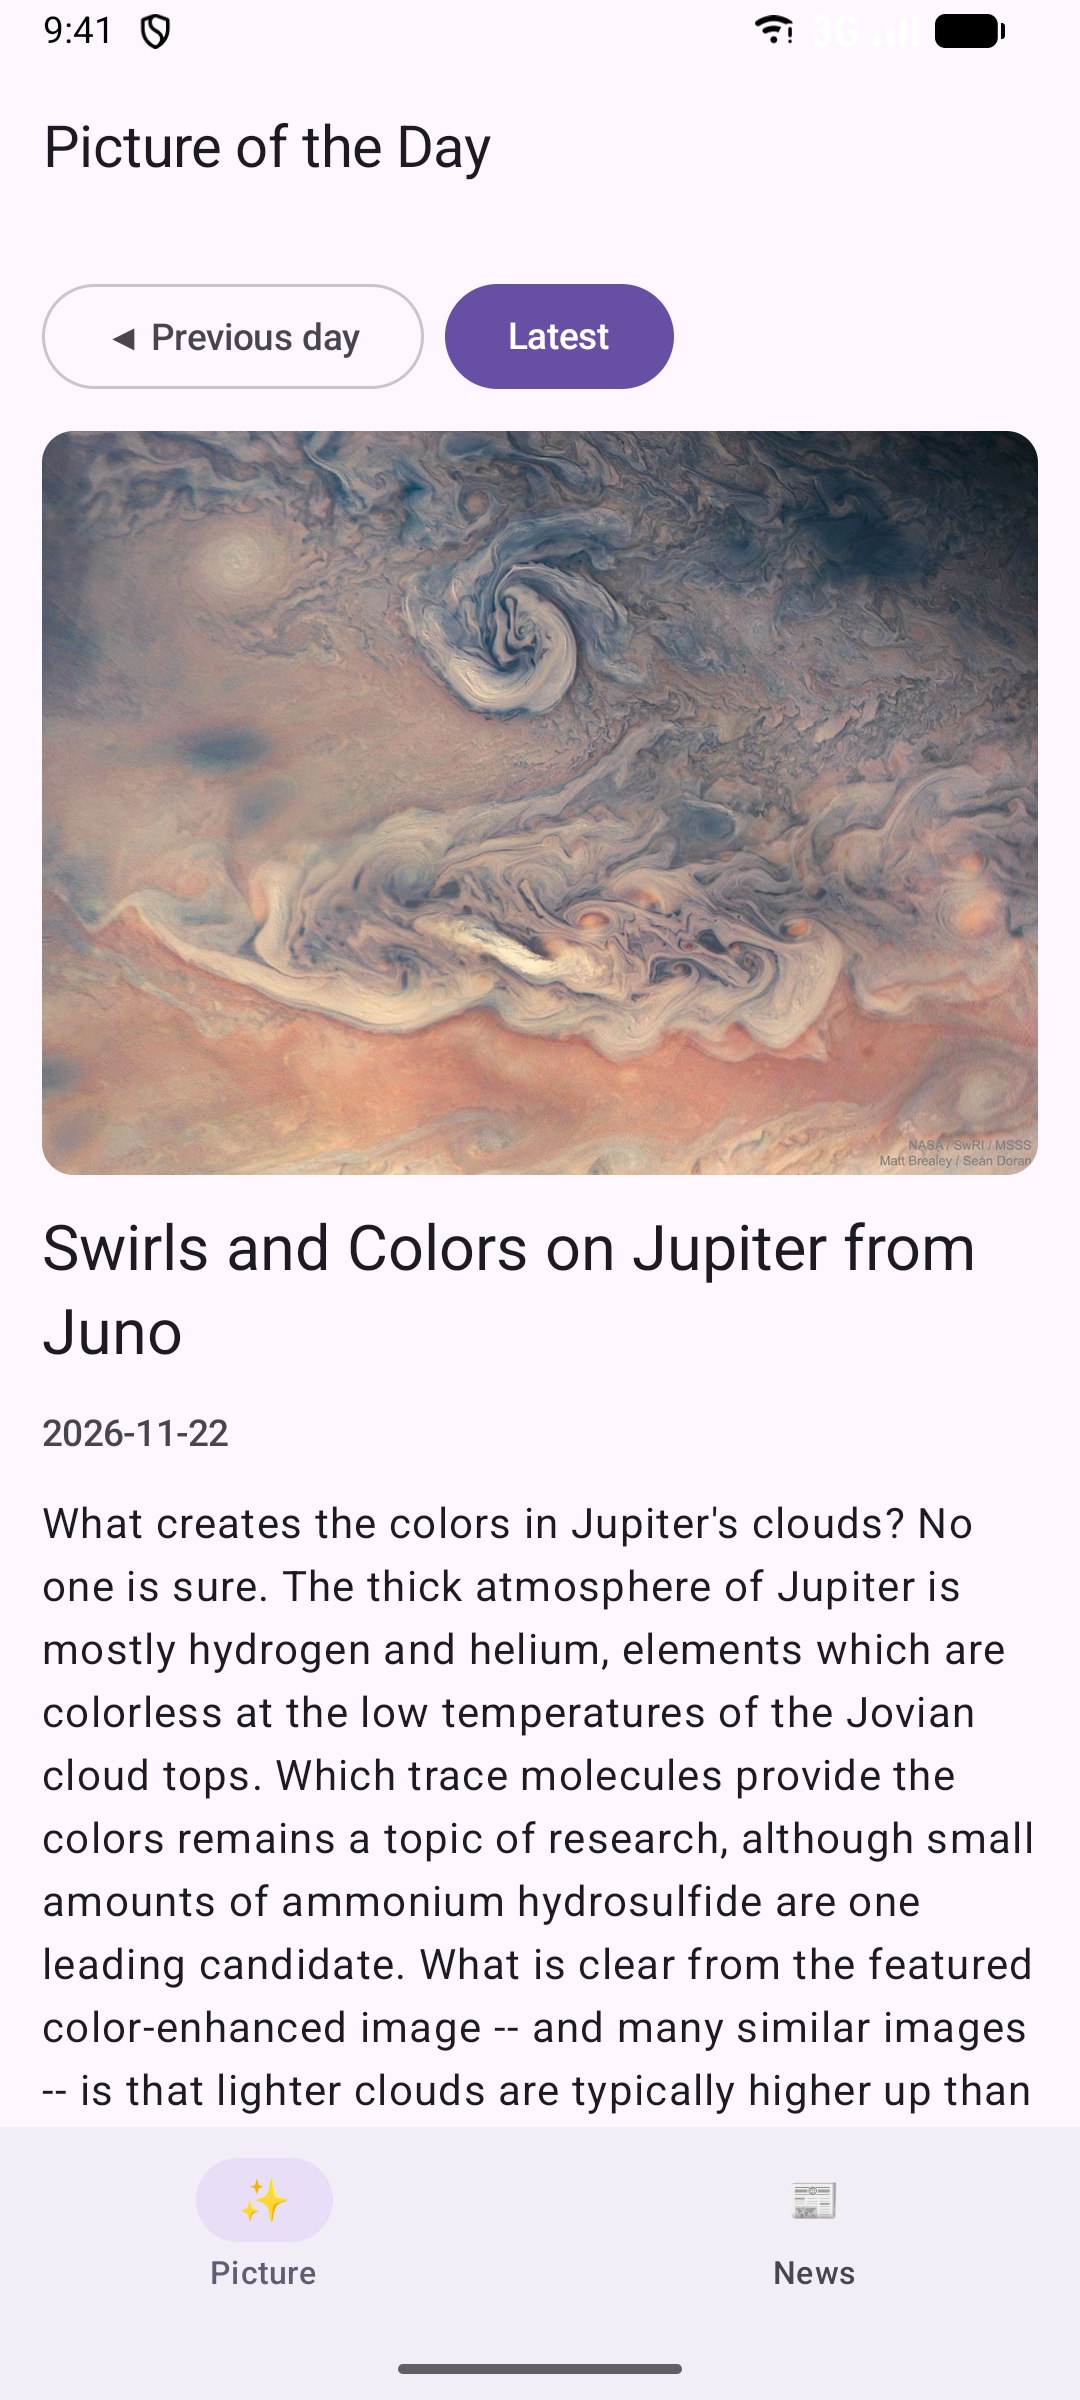 9:41
3G
Picture of the Day
◀ Previous day
Latest
NASA / SwRI / MSSS
Matt Brealey / Seán Doran
Swirls and Colors on Jupiter from
Juno
2026-11-22
What creates the colors in Jupiter's clouds? No
one is sure. The thick atmosphere of Jupiter is
mostly hydrogen and helium, elements which are
colorless at the low temperatures of the Jovian
cloud tops. Which trace molecules provide the
colors remains a topic of research, although small
amounts of ammonium hydrosulfide are one
leading candidate. What is clear from the featured
color-enhanced image -- and many similar images
-- is that lighter clouds are typically higher up than
Picture
News